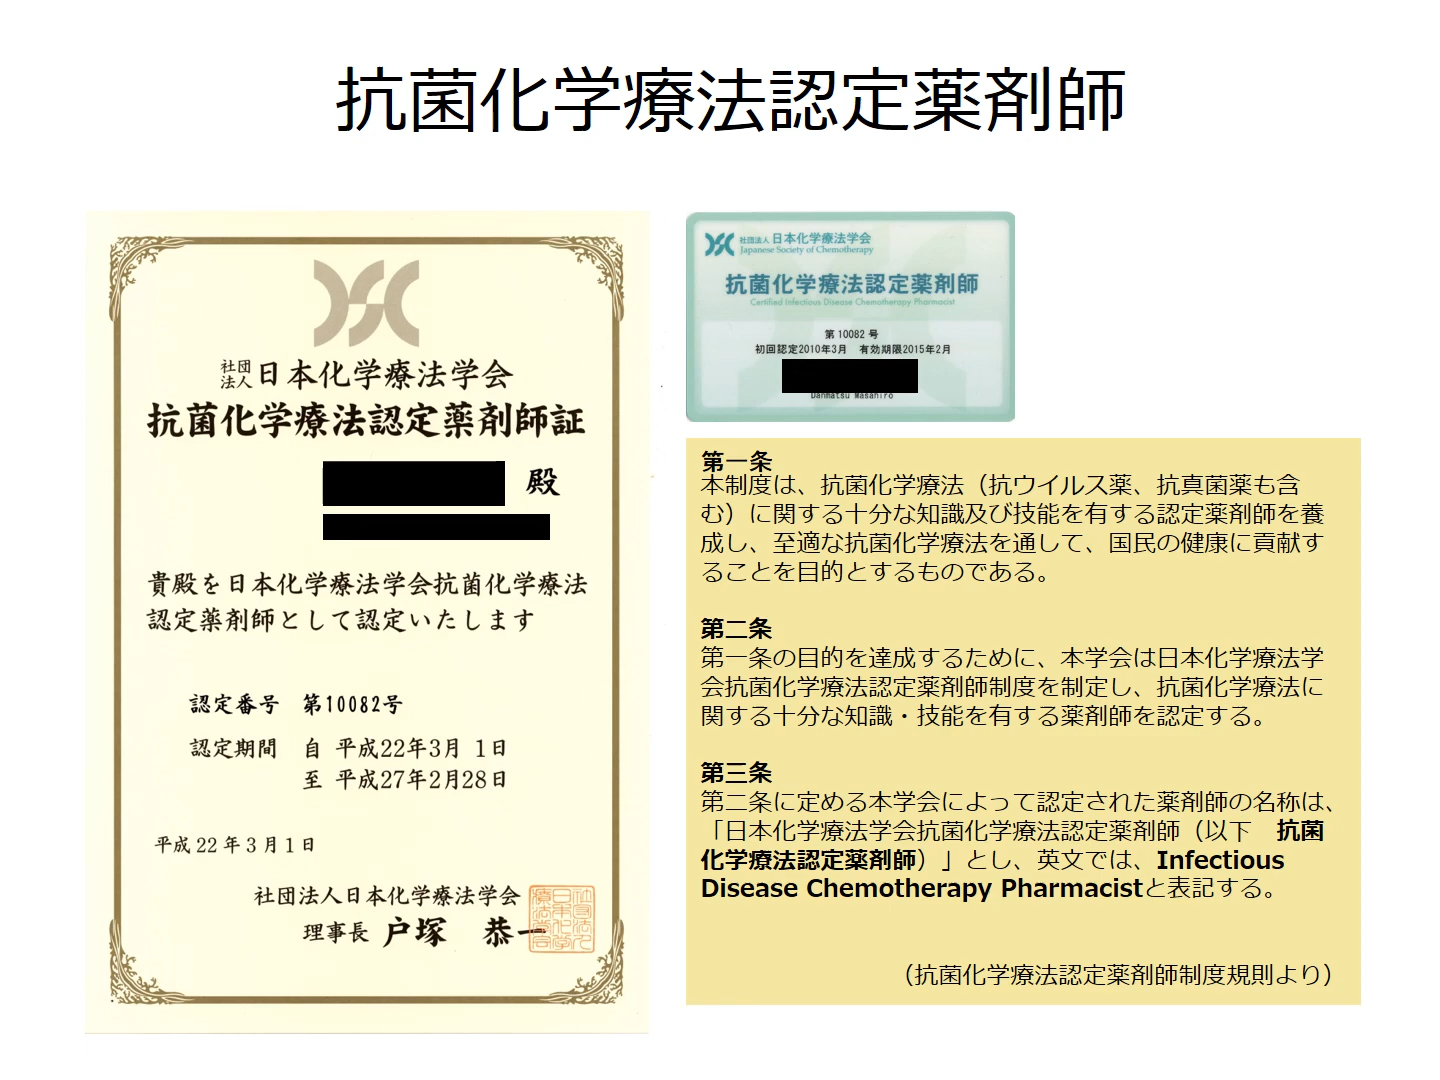 抗菌化学療法認定薬剤師
社団法人 日本化学療法学会
抗菌化学療法認定薬剤師証
殿
貴殿を日本化学療法学会抗菌化学療法
認定薬剤師として認定いたします
認定番号 第10082号
認定期間 自 平成22年3月 1日
至 平成27年2月28日
平成22年3月1日
社団法人日本化学療法学会
理事長 戸塚 恭一
社団法人 日本化学療法学会
Japanese Society of Chemotherapy
抗菌化学療法認定薬剤師
Certified Infectious Disease Chemotherapy Pharmacist
第 10082 号
初回認定2010年3月 有効期限2015年2月
Danmatsu Masahiro
第一条
本制度は、抗菌化学療法（抗ウイルス薬、抗真菌薬も含
む）に関する十分な知識及び技能を有する認定薬剤師を養
成し、至適な抗菌化学療法を通して、国民の健康に貢献す
ることを目的とするものである。
第二条
第一条の目的を達成するために、本学会は日本化学療法学
会抗菌化学療法認定薬剤師制度を制定し、抗菌化学療法に
関する十分な知識・技能を有する薬剤師を認定する。
第三条
第二条に定める本学会によって認定された薬剤師の名称は、
「日本化学療法学会抗菌化学療法認定薬剤師（以下　抗菌
化学療法認定薬剤師）」とし、英文では、Infectious
Disease Chemotherapy Pharmacistと表記する。
（抗菌化学療法認定薬剤師制度規則より）